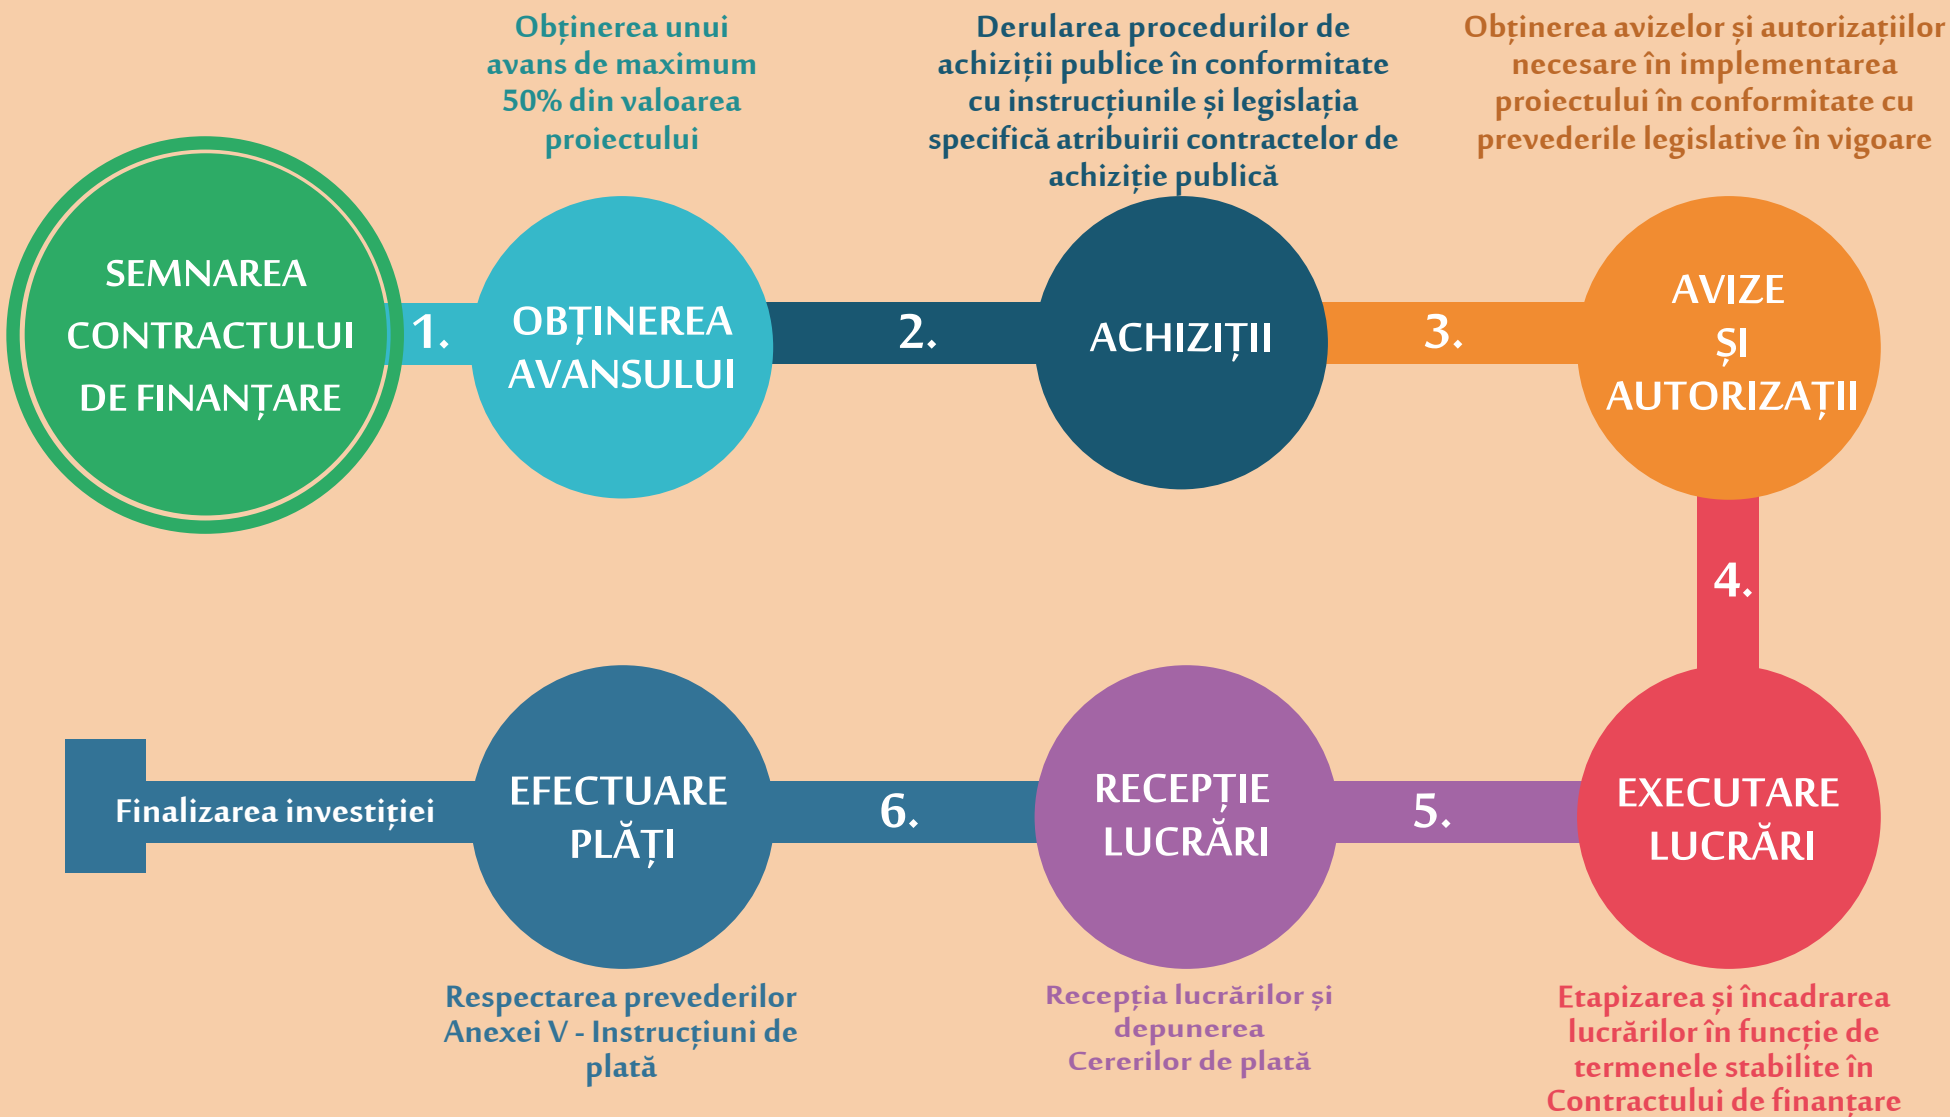 Obținerea unui
avans de maximum
50% din valoarea
proiectului
Derularea procedurilor de
achiziții publice în conformitate
cu instrucțiunile și legislația
specifică atribuirii contractelor de
achiziție publică
Obținerea avizelor și autorizațiilor
necesare în implementarea
proiectului în conformitate cu
prevederile legislative în vigoare
SEMNAREA
CONTRACTULUI
DE FINANȚARE
1.
OBȚINEREA
AVANSULUI
2.
ACHIZIȚII
3.
AVIZE
ȘI
AUTORIZAȚII
4.
EXECUTARE
LUCRĂRI
5.
RECEPȚIE
LUCRĂRI
6.
EFECTUARE
PLĂȚI
Finalizarea investiției
Respectarea prevederilor
Anexei V - Instrucțiuni de
plată
Recepția lucrărilor și
depunerea
Cererilor de plată
Etapizarea și încadrarea
lucrărilor în funcție de
termenele stabilite în
Contractului de finanțare